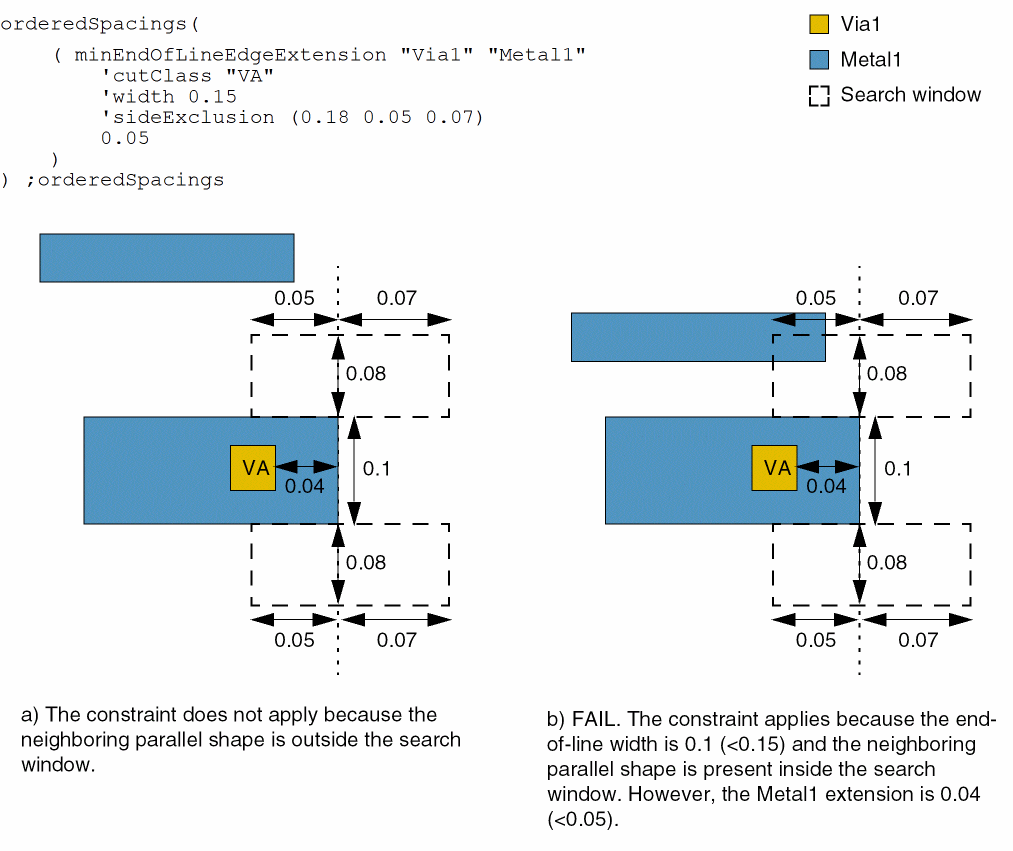 orderedSpacings(
( minEndOfLineEdgeExtension "Via1" "Metal1"
'cutClass "VA"
'width 0.15
'sideExclusion (0.18 0.05 0.07)
0.05
)
) ;orderedSpacings
Via1
Metal1
Search window
0.05 0.07
0.08
VA
0.04
0.1
0.08
0.05 0.07
a) The constraint does not apply because the
neighboring parallel shape is outside the search
window.
0.05 0.07
0.08
VA
0.04
0.1
0.08
0.05 0.07
b) FAIL. The constraint applies because the end-
of-line width is 0.1 (<0.15) and the neighboring
parallel shape is present inside the search
window. However, the Metal1 extension is 0.04
(<0.05).